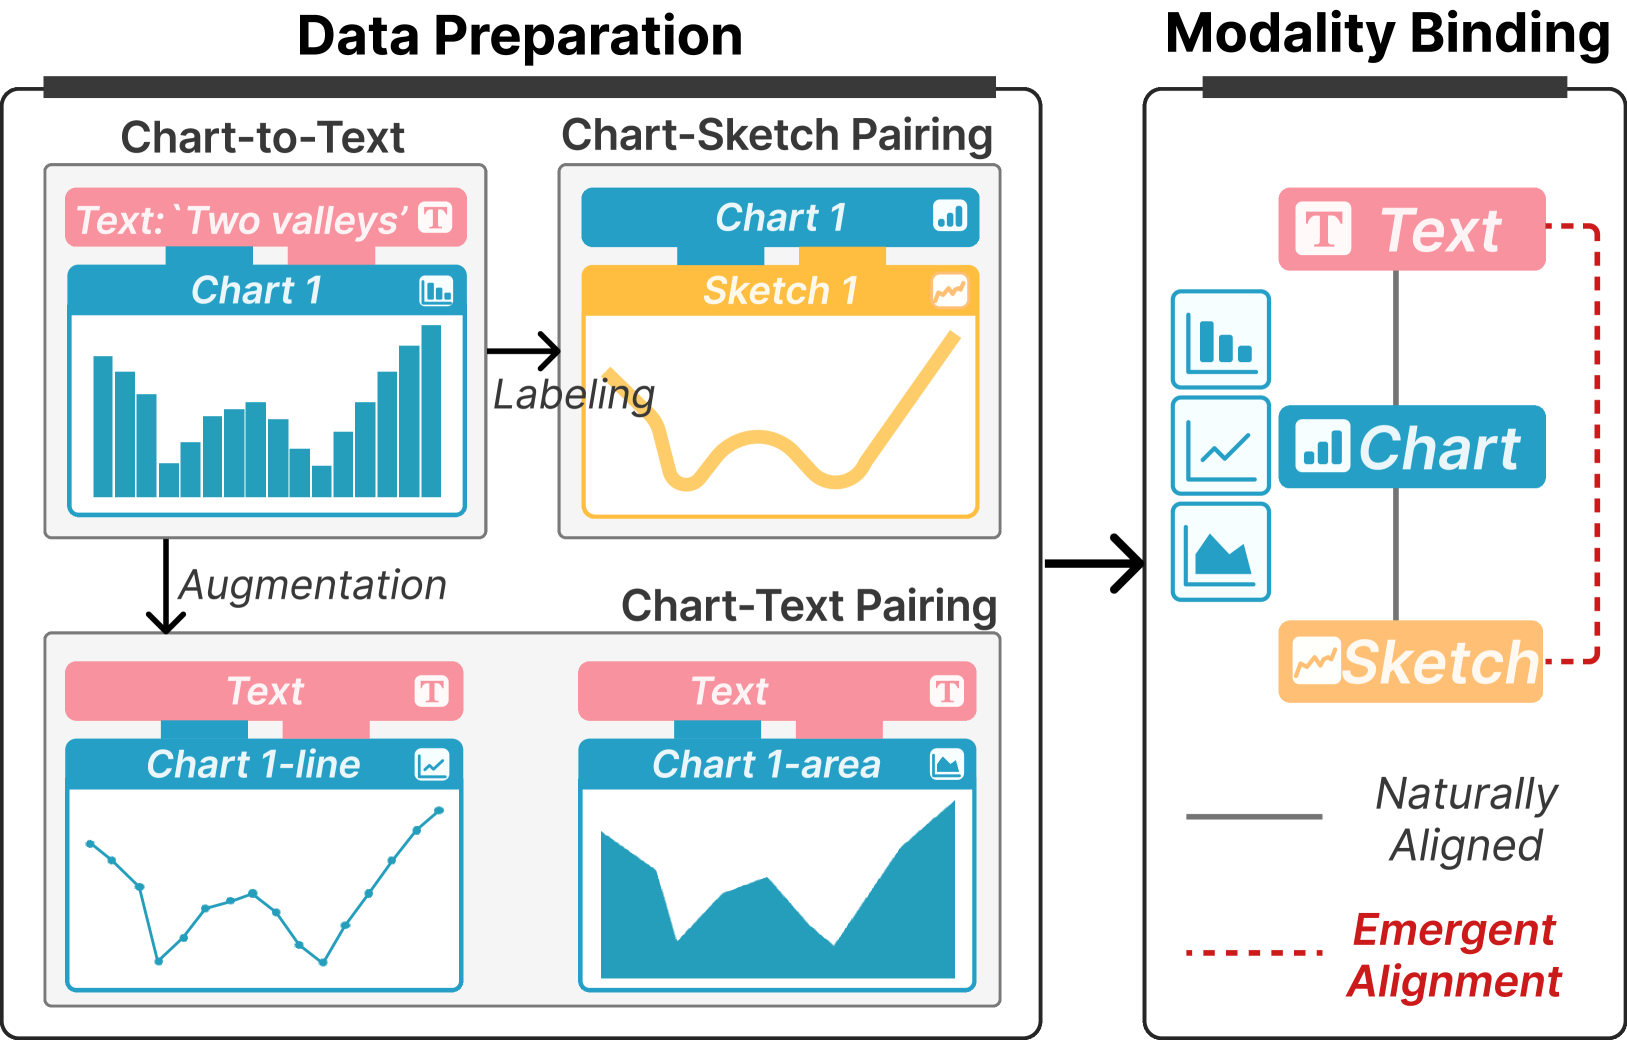 Data Preparation
Modality Binding
Chart-to-Text
Chart-Sketch Pairing
Text:`Two valleys’ T
Chart 1
Chart 1
Sketch 1
Labeling
Augmentation
Chart-Text Pairing
Text T
Chart 1-line
Text T
Chart 1-area
T Text
Chart
Sketch
Naturally
Aligned
Emergent
Alignment